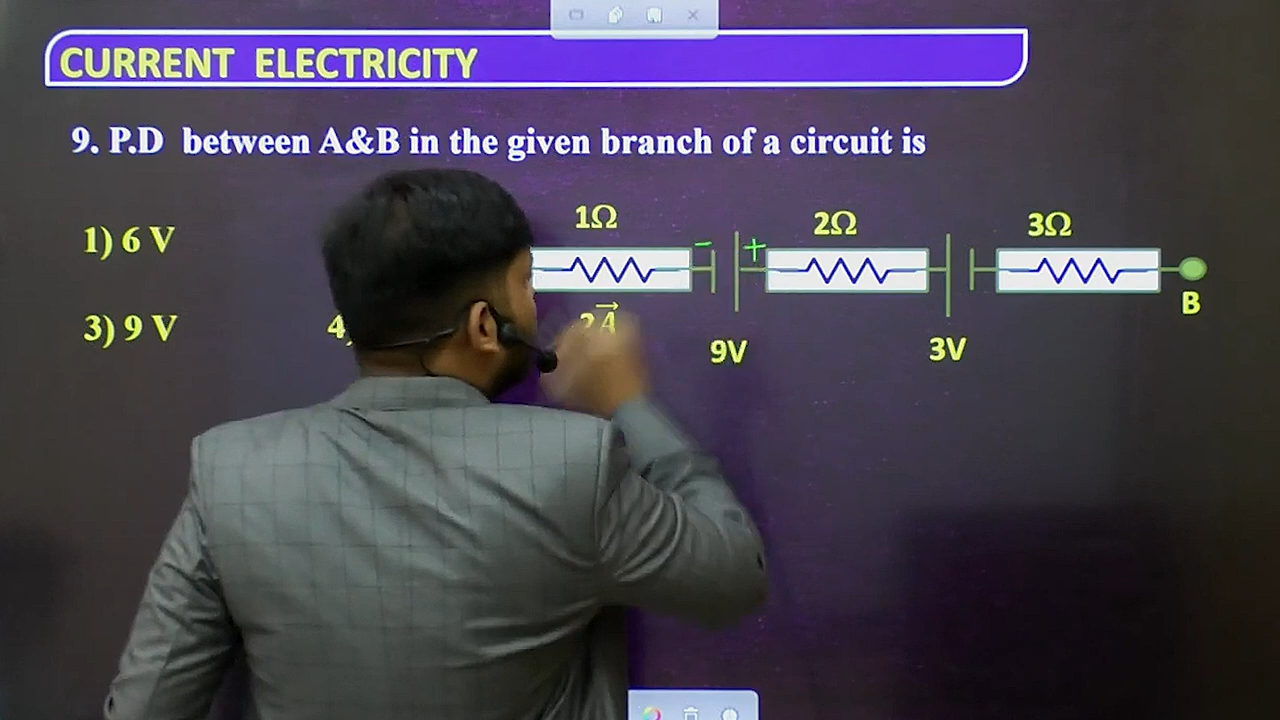 CURRENT ELECTRICITY
9. P.D between A&B in the given branch of a circuit is
1) 6 V
3) 9 V
4)
1Ω
2Ω
3Ω
− +
2A
9V
3V
B